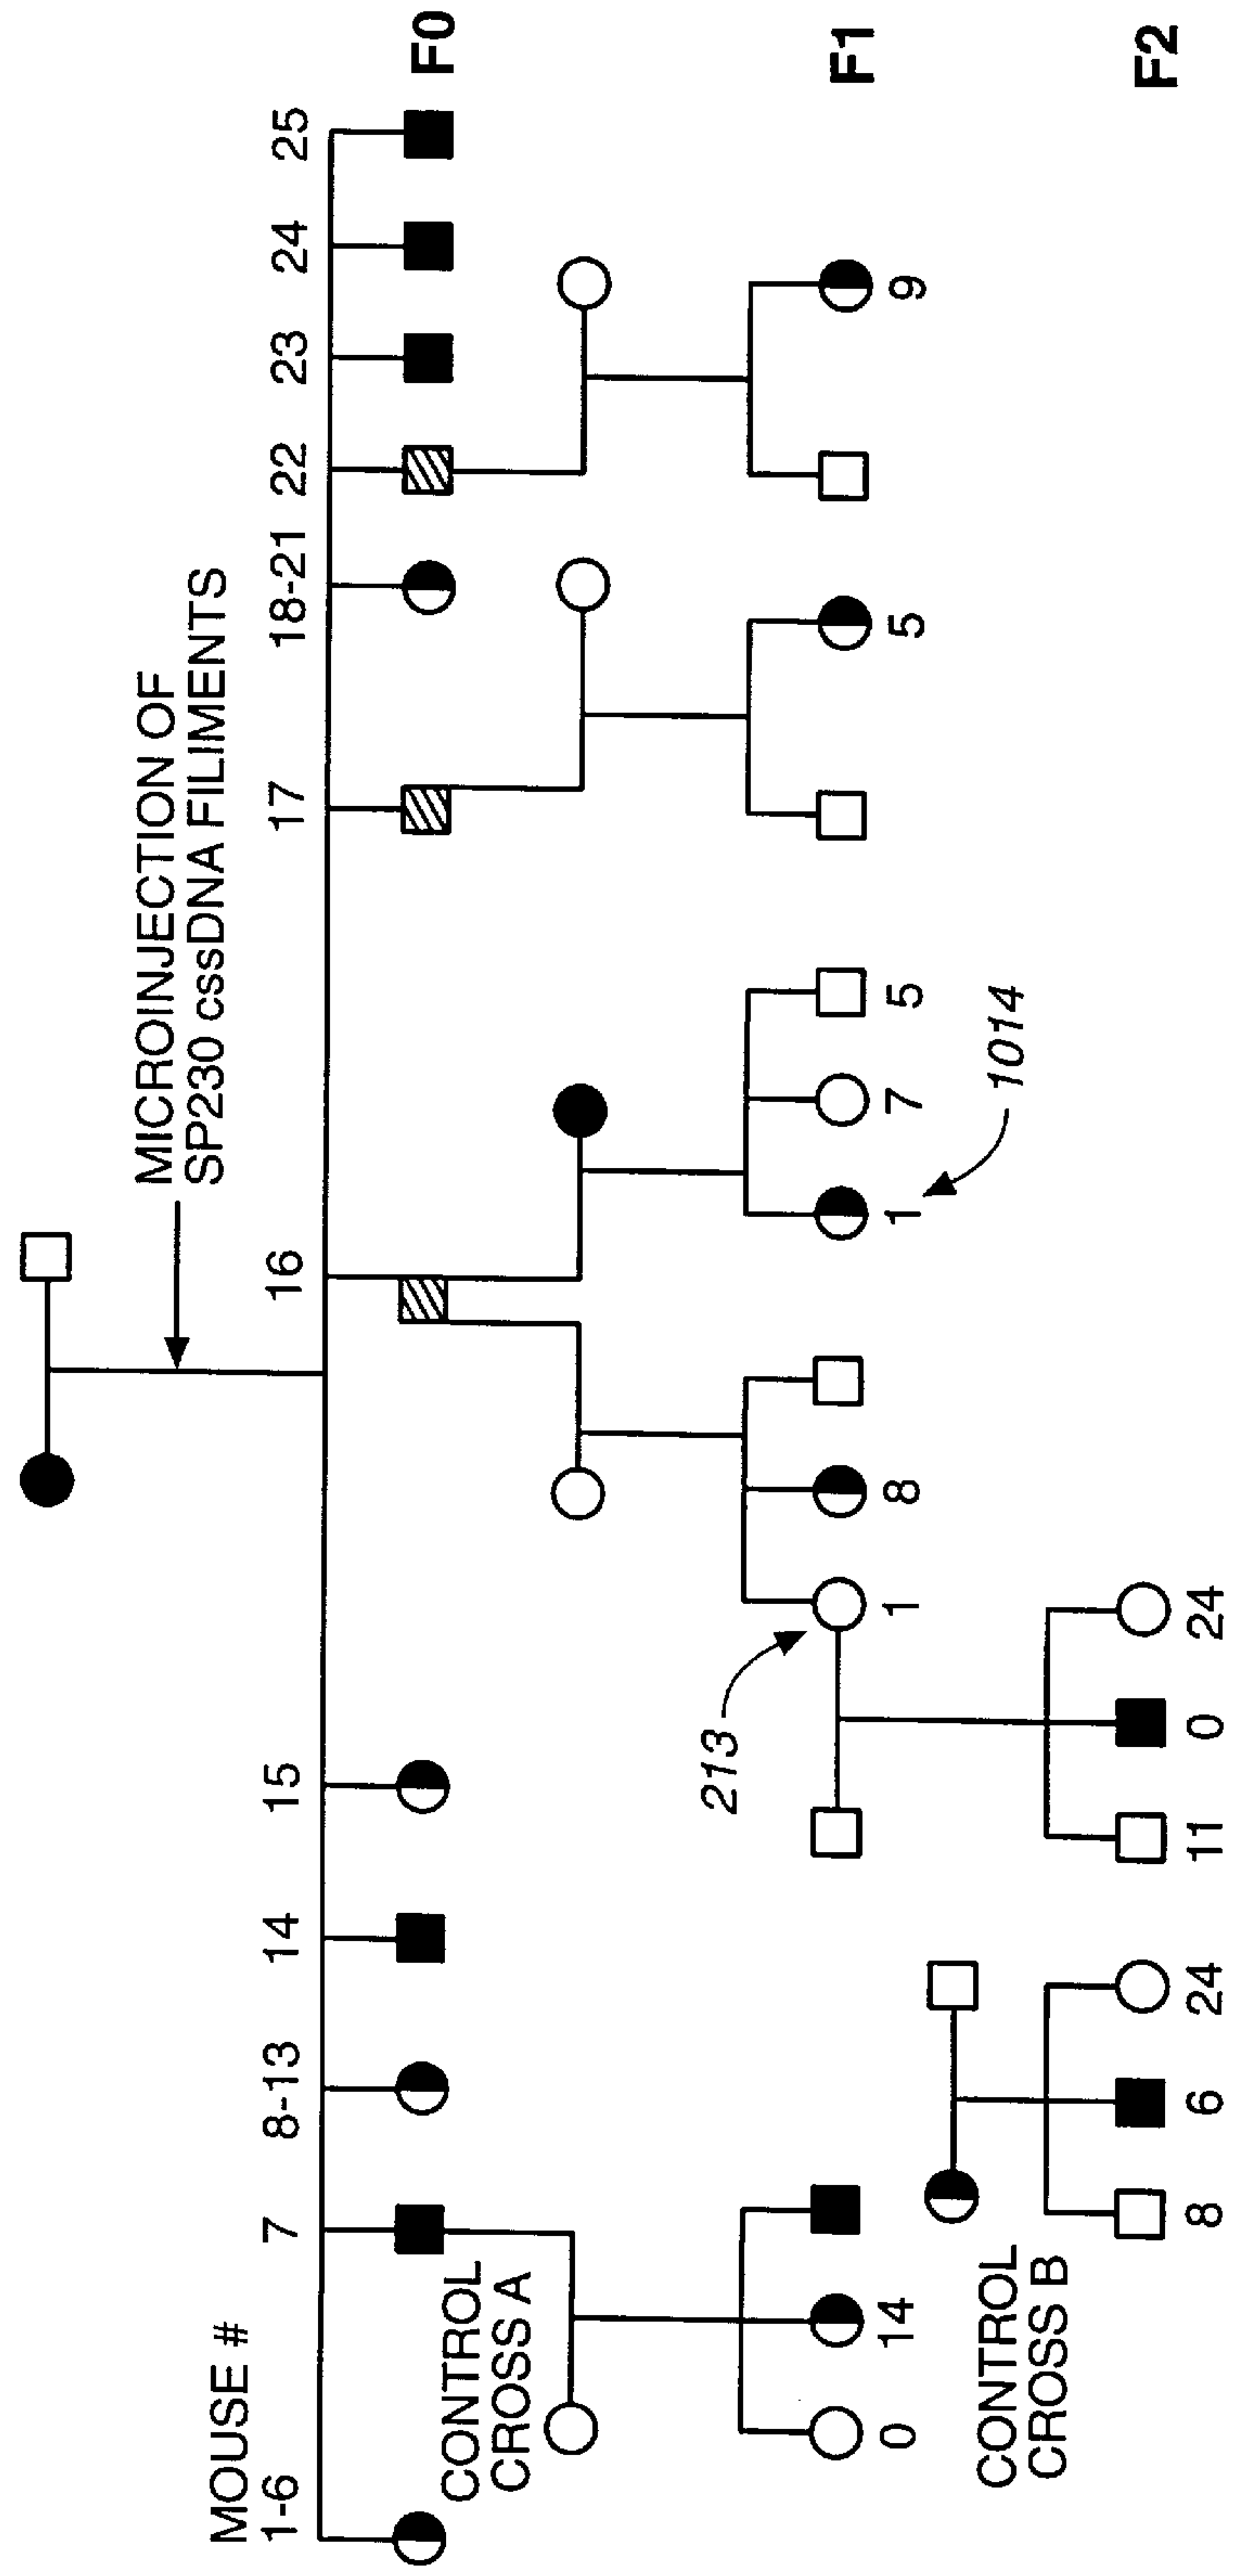 MICROINJECTION OF
SP230 cssDNA FILIMENTS
MOUSE #
1-6 7 8-13 14 15 16 17 18-21 22 23 24 25
F0
CONTROL
CROSS A
213
1014
0 14 1 8 1 7 5 5 9
F1
CONTROL
CROSS B
8 6 24 11 0 24
F2